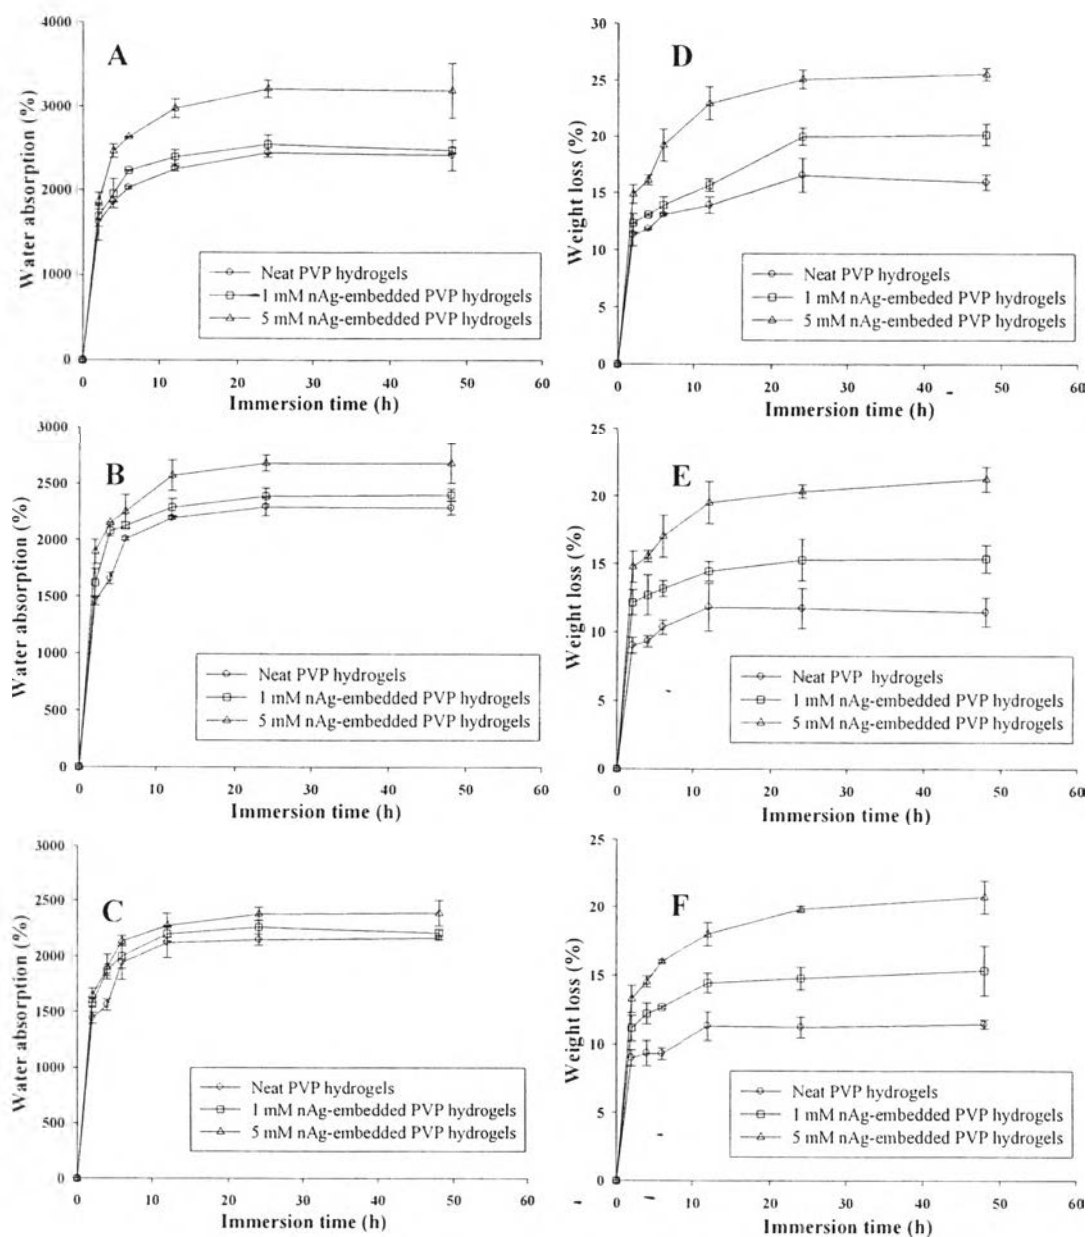 A
Water absorption (%)
4000
3000
2000
1000
0
Neat PVP hydrogels
1 mM nAg-embedded PVP hydrogels
5 mM nAg-embedded PVP hydrogels
0 10 20 30 40 50 60
Immersion time (h)
D
Weight loss (%)
30
25
20
15
10
5
0
Neat PVP hydrogels
1 mM nAg-embeded PVP hydrogels
5 mM nAg-embeded PVP hydrogels
0 10 20 30 40 50 60
Immersion time (h)
B
Water absorption (%)
3000
2500
2000
1500
1000
500
0
Neat PVP hydrogels
1 mM nAg-embedded PVP hydrogels
5 mM nAg-embedded PVP hydrogels
0 10 20 30 40 50 60
Immersion time (h)
E
Weight loss (%)
25
20
15
10
5
0
Neat PVP hydrogels
1 mM nAg-embedded PVP hydrogels
5 mM nAg-embedded PVP hydrogels
0 10 20 30 40 50 60
Immersion time (h)
C
Water absorption (%)
3000
2500
2000
1500
1000
500
0
Neat PVP hydrogels
1 mM nAg-embedded PVP hydrogels
5 mM nAg-embedded PVP hydrogels
0 10 20 30 40 50 60
Immersion time (h)
F
Weight loss (%)
25
20
15
10
5
0
Neat PVP hydrogels
1 mM nAg-embedded PVP hydrogels
5 mM nAg-embedded PVP hydrogels
0 10 20 30 40 50 60
Immersion time (h)